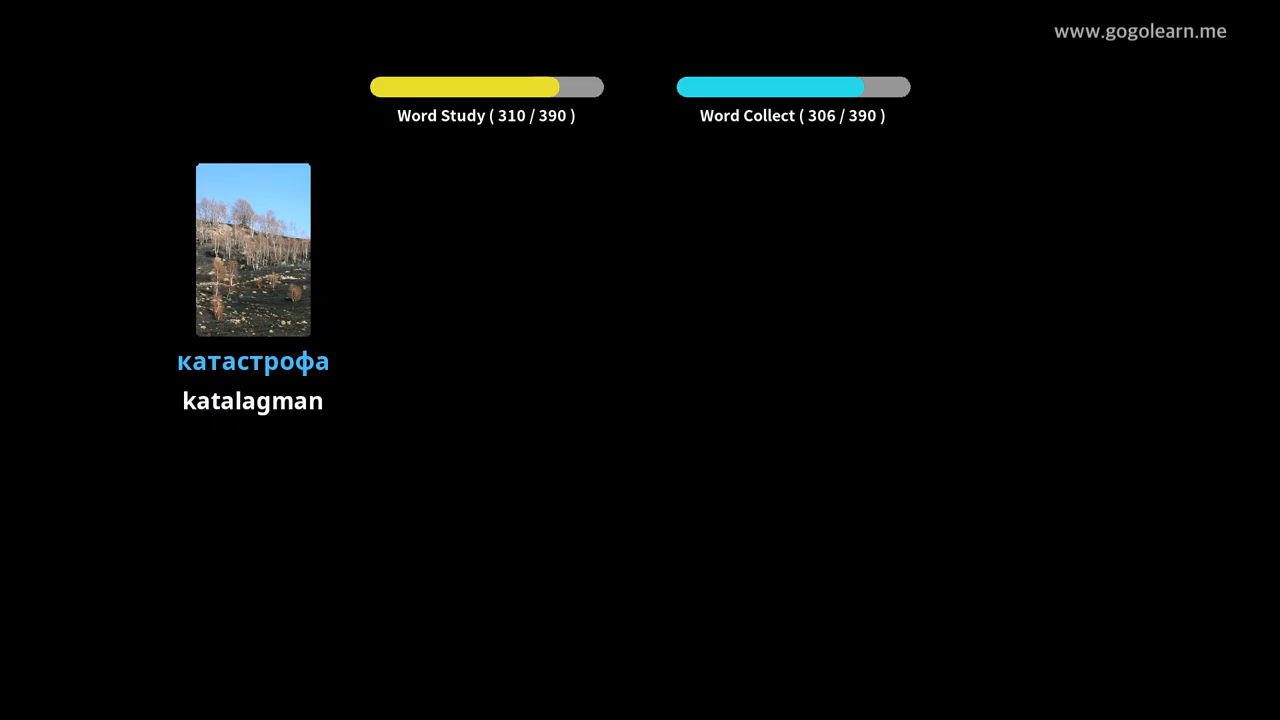 www.gogolearn.me
Word Study ( 310 / 390 )
Word Collect ( 306 / 390 )
катастрофа
katalagman